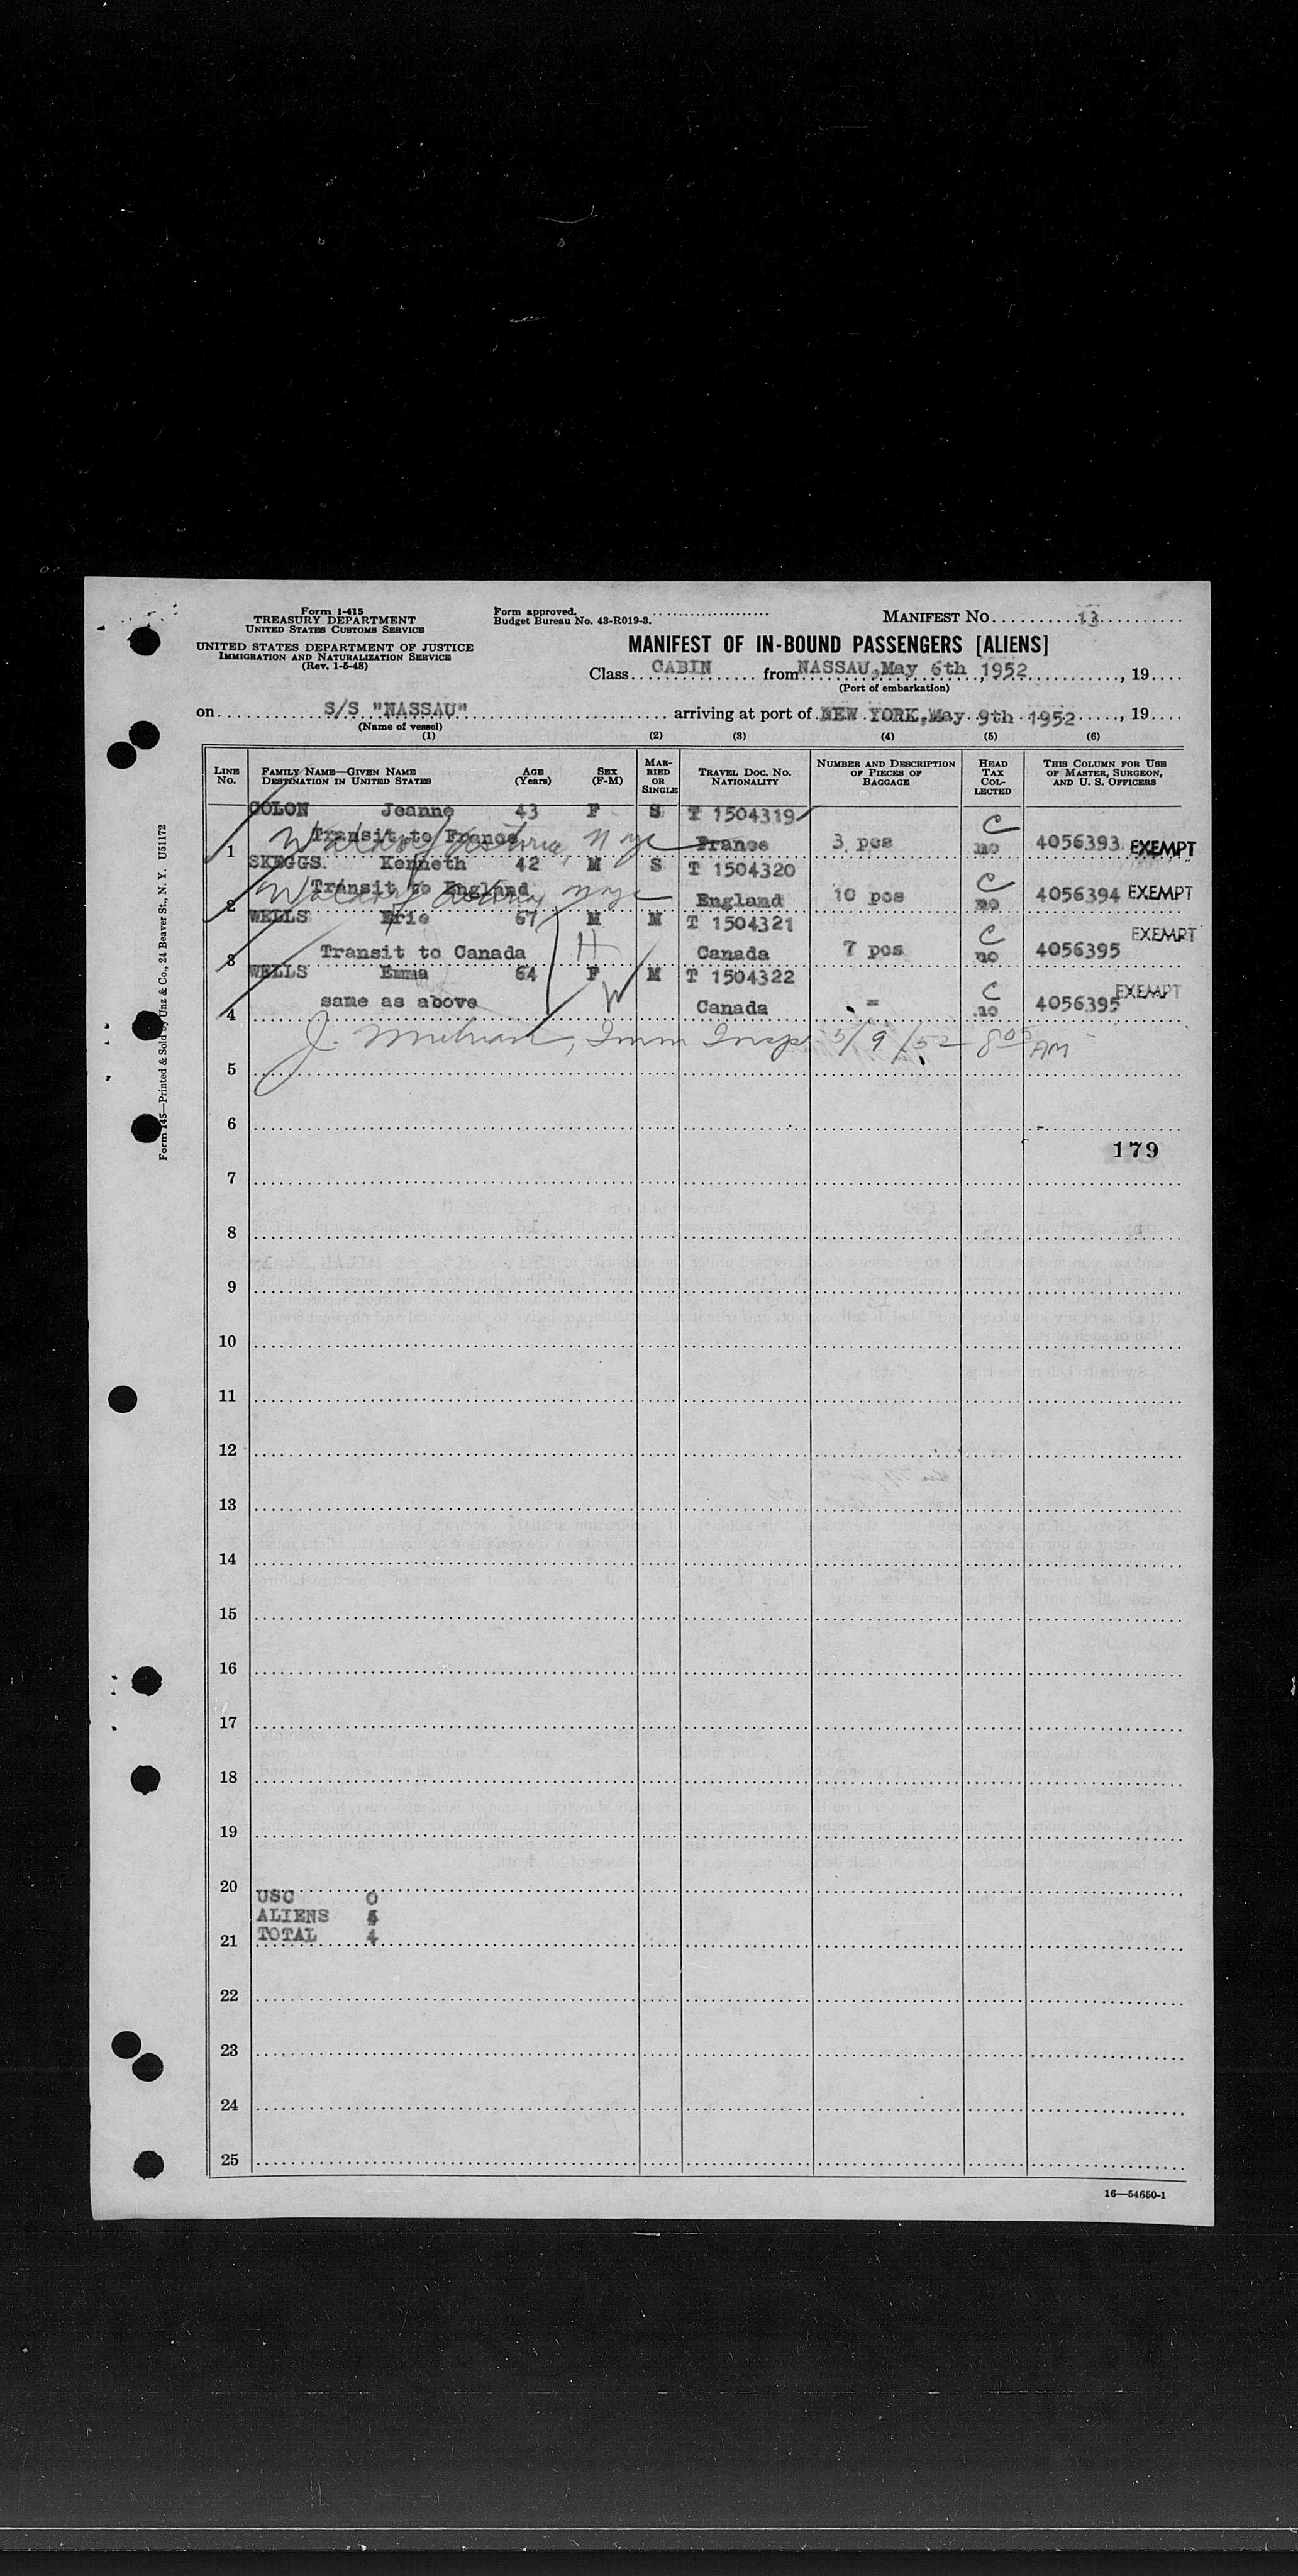 Form I-415
TREASURY DEPARTMENT
UNITED STATES CUSTOMS SERVICE
UNITED STATES DEPARTMENT OF JUSTICE
IMMIGRATION AND NATURALIZATION SERVICE
(Rev. 1-5-48)
Form approved.
Budget Bureau No. 43-R019-3.
MANIFEST NO. 13
MANIFEST OF IN-BOUND PASSENGERS [ALIENS]
Class CABIN from NASSAU, May 6th, 1952, 19
(Port of embarkation)
on S/S "NASSAU" arriving at port of NEW YORK, May 9th 1952, 19
(Name of vessel)
(1) (2) (3) (4) (5) (6)
LINE NO. FAMILY NAME—GIVEN NAME DESTINATION IN UNITED STATES AGE (Years) SEX (F-M) MARRIED OR SINGLE TRAVEL DOC. NO. NATIONALITY NUMBER AND DESCRIPTION OF PIECES OF BAGGAGE HEAD TAX COLLECTED THIS COLUMN FOR USE OF MASTER, SURGEON, AND U. S. OFFICERS
COLON Jeanne 43 F S T 1504319 C
1 Transit to France France 3 pcs no 4056393 EXEMPT
SKEGGS Kenneth 42 M S T 1504320 C
2 Transit to England England 10 pcs no 4056394 EXEMPT
WELLS Eric 67 M M T 1504321 C EXEMPT
3 Transit to Canada H Canada 7 pcs no 4056395
WELLS Emma 64 F M T 1504322 C EXEMPT
4 same as above W Canada = no 4056395
J. Imm Insp 5/9/52 8 05 AM
5
6
179
7
8
9
10
11
12
13
14
15
16
17
18
19
20
USC 0
ALIENS 4
TOTAL 4
21
22
23
24
25
16—54650-1
Form 145—Printed & Sold by Unz & Co., 24 Beaver St., N. Y. U51172